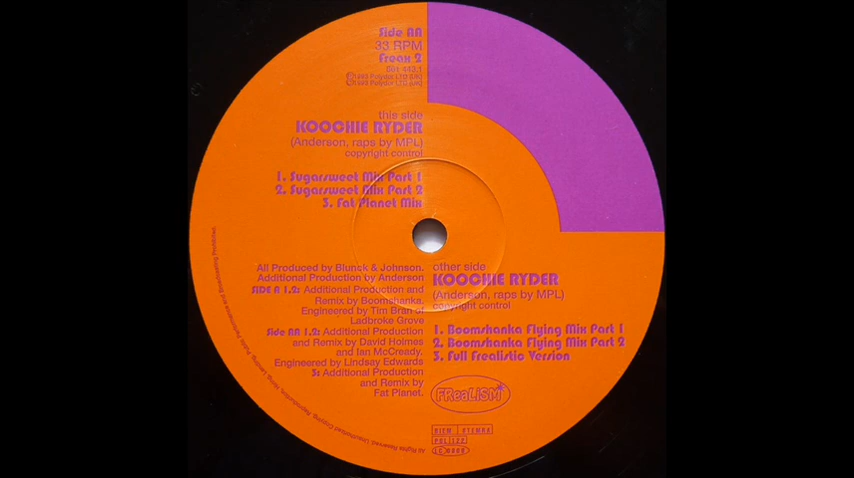 Side AA
33 RPM
Freax 2
this side
KOOCHIE RYDER
(Anderson, raps by MPL)
copyright control
1. Sugarsweet Mix Part 1
2. Sugarsweet Mix Part 2
3. Fat Planet Mix
All Produced by Blunck & Johnson.
Additional Production by Anderson
SIDE A 1.2: Additional Production and
Remix by Boomshanka.
Engineered by Tim Bran of
Ladbroke Grove
Side AA 1.2: Additional Production
and Remix by David Holmes
and Ian McCready.
Engineered by Lindsay Edwards
3: Additional Production
and Remix by
Fat Planet.
other side
KOOCHIE RYDER
(Anderson, raps by MPL)
copyright control
1. Boomshanka Flying Mix Part 1
2. Boomshanka Flying Mix Part 2
3. Full Frealistic Version
FReaLISM*
BIEM STEMRA